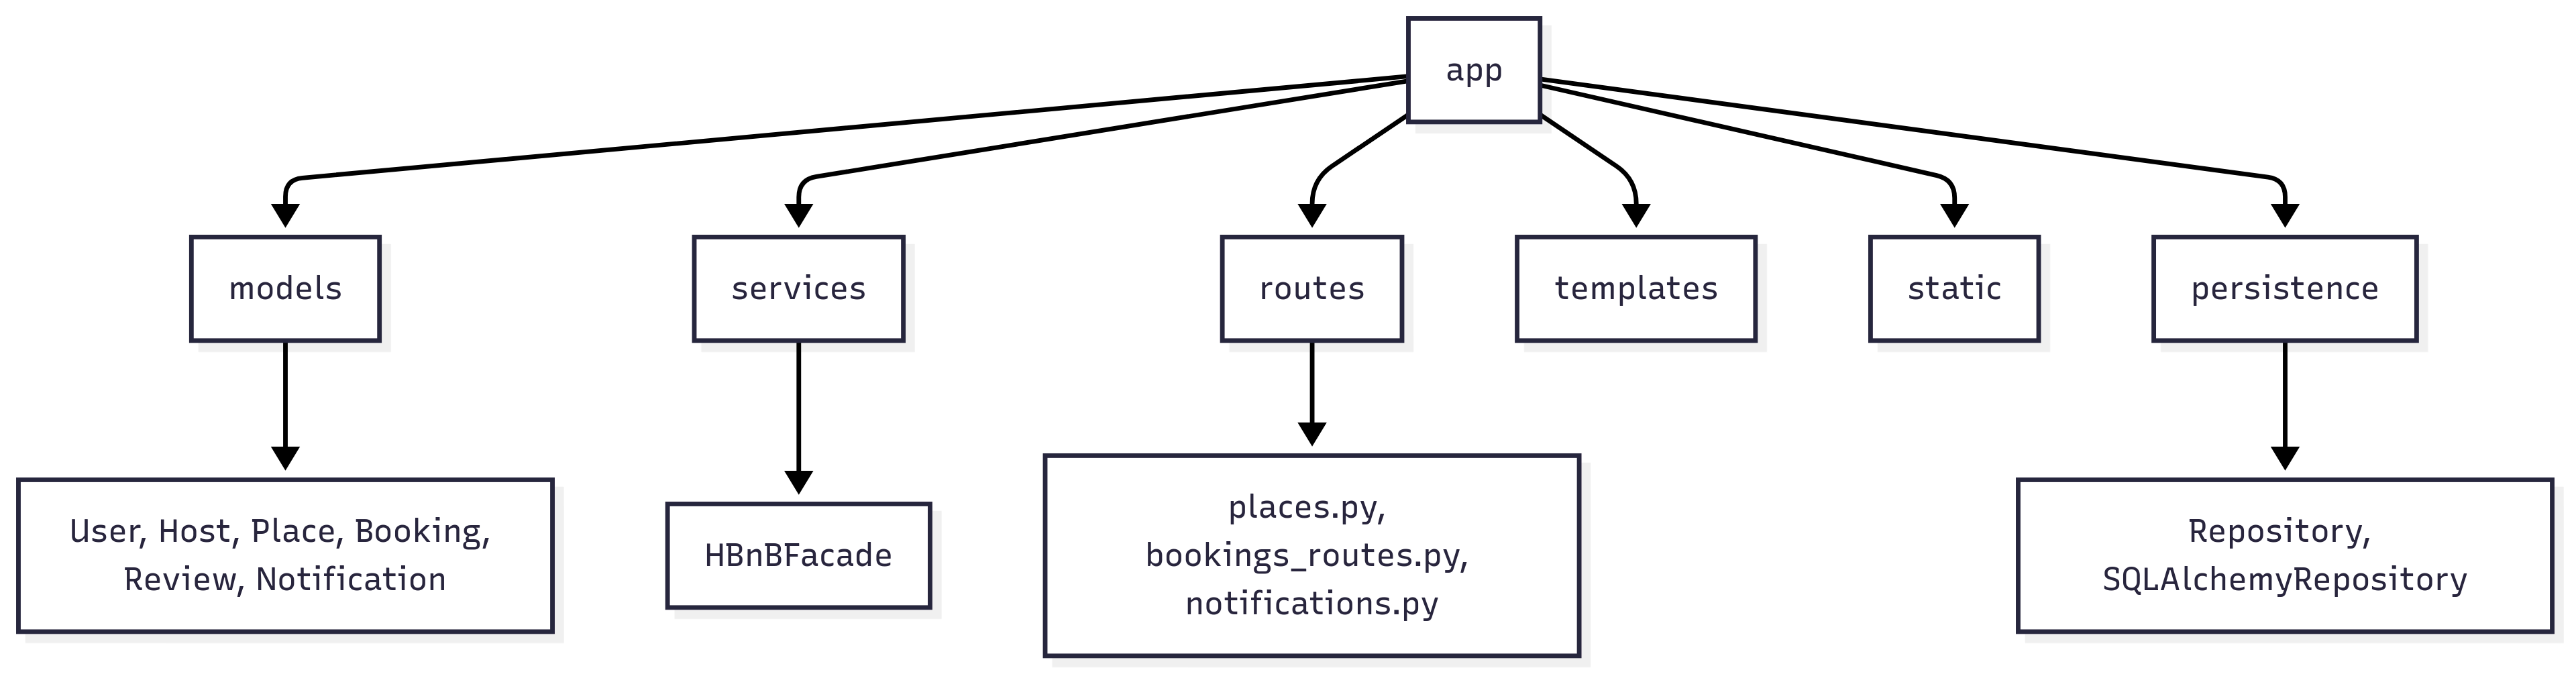 app
models
services
routes
templates
static
persistence
User, Host, Place, Booking,
Review, Notification
HBnBFacade
places.py,
bookings_routes.py,
notifications.py
Repository,
SQLAlchemyRepository